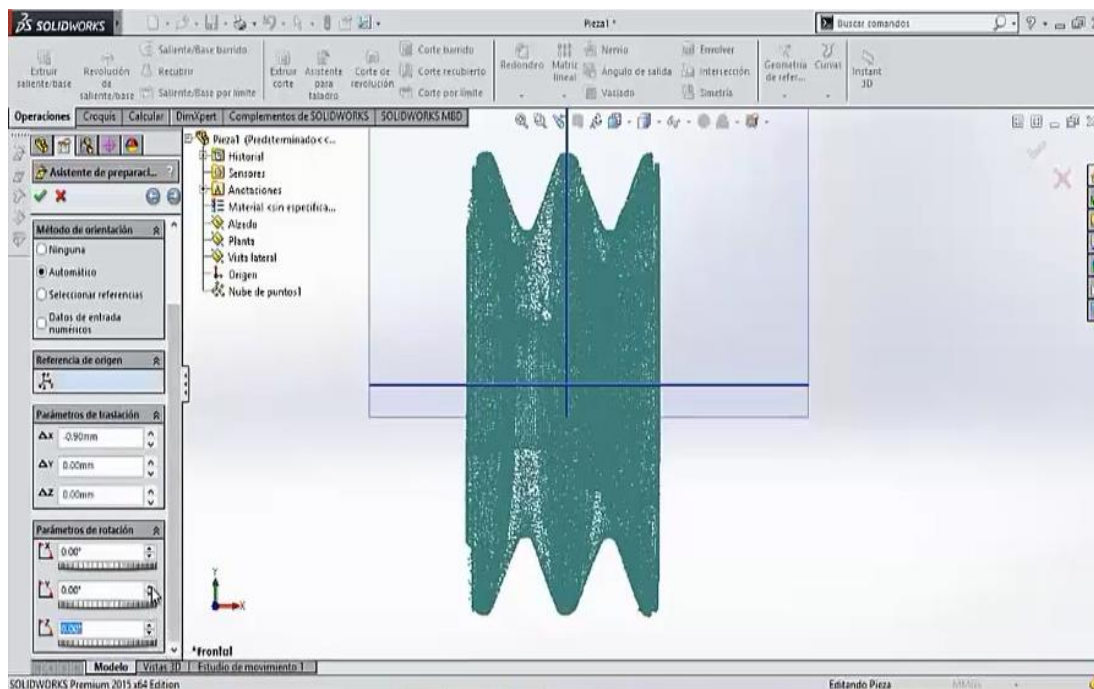 SOLIDWORKS
Pieza1 *
Buscar comandos
Extruir saliente/base
Revolución de saliente/base
Saliente/Base barrido
Recubrir
Saliente/Base por límite
Extruir corte
Asistente para taladro
Corte de revolución
Corte barrido
Corte recubierto
Corte por límite
Redondeo
Matriz lineal
Nervio
Ángulo de salida
Vaciado
Envolver
Intersección
Simetría
Geometría de refer...
Curvas
Instant 3D
Operaciones
Croquis
Calcular
DimXpert
Complementos de SOLIDWORKS
SOLIDWORKS MBD
Asistente de preparaci...
?
Método de orientación
Ninguna
Automático
Seleccionar referencias
Datos de entrada numéricos
Referencia de origen
Parámetros de traslación
ΔX -0.90mm
ΔY 0.00mm
ΔZ 0.00mm
Parámetros de rotación
0.00°
0.00°
0.00°
Pieza1 (Predeterminado<<...
Historial
Sensores
Anotaciones
Material <sin especifica...
Alzado
Planta
Vista lateral
Origen
Nube de puntos1
Y
X
*Frontal
Modelo
Vistas 3D
Estudio de movimiento 1
SOLIDWORKS Premium 2015 x64 Edition
Editando Pieza